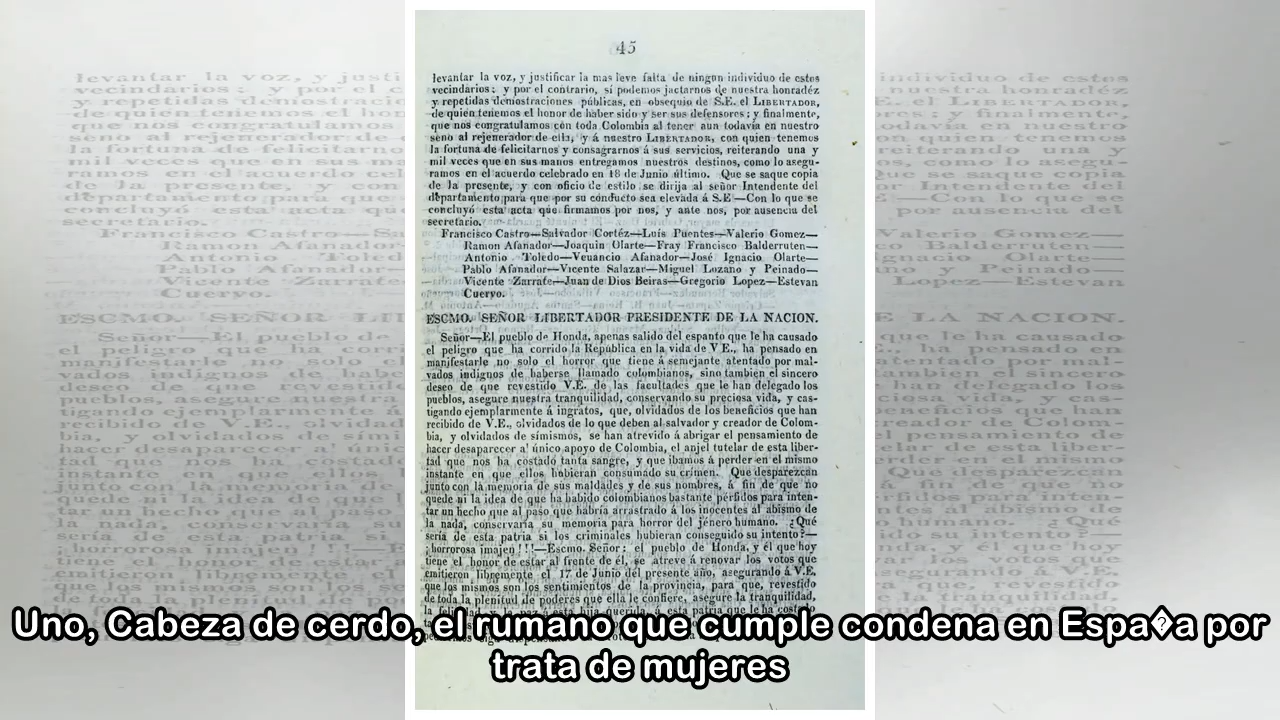 45
levantar la voz, y justificar la mas leve falta de ningun individuo de estos
vecindarios: y por el contrario, si podemos jactarnos de nuestra honradéz
y repetidas demostraciones públicas, en obsequio de S.E. el LIBERTADOR,
de quien tenemos el honor de haber sido y ser sus defensores; y finalmente,
que nos congratulamos con toda Colombia al tener aun todavia en nuestro
seno al rejenerador de ella, y á nuestro LIBERTADOR, con quien tenemos
la fortuna de felicitarnos y consagrarnos á sus servicios, reiterando una y
mil veces que en sus manos entregamos nuestros destinos, como lo asegu-
ramos en el acuerdo celebrado en 18 de Junio último. Que se saque copia
de la presente, y con oficio de estilo se dirija al señor Intendente del
departamento para que por su conducto sea elevada á S.E—Con lo que se
concluyó esta acta que firmamos por nos, y ante nos, por ausencia del
secretario.
Francisco Castro—Salvador Cortéz—Luis Puentes—Valerio Gomez—
Ramon Afanador—Joaquin Olarte—Fray Francisco Balderruten—
Antonio Toledo—Veuancio Afanador—José Ignacio Olarte—
Pablo Afanador—Vicente Salazar—Miguel Lozano y Peinado—
Vicente Zarrate—Juan de Dios Beiras—Gregorio Lopez—Estevan
Cuervo.
ESCMO. SEÑOR LIBERTADOR PRESIDENTE DE LA NACION.
Señor—El pueblo de Honda, apenas salido del espanto que le ha causado
el peligro que ha corrido la República en la vida de V.E., ha pensado en
manifestarle no solo el horror que tiene á semejante atentado por mal-
vados indignos de haberse llamado colombianos, sino tambien el sincero
deseo de que revestido V.E. de las facultades que le han delegado los
pueblos, asegure nuestra tranquilidad, conservando su preciosa vida, y cas-
tigando ejemplarmente á ingratos, que, olvidados de los beneficios que han
recibido de V.E., olvidados de lo que deben al salvador y creador de Colom-
bia, y olvidados de símismos, se han atrevido á abrigar el pensamiento de
hacer desaparecer al único apoyo de Colombia, el anjel tutelar de esta liber-
tad que nos ha costado tanta sangre, y que ibamos á perder en el mismo
instante en que ellos hubieran consumado su crimen. Que desparezcan
junto con la memoria de sus maldades y de sus nombres, á fin de que no
quede ni la idea de que ha habido colombianos bastante pérfidos para inten-
tar un hecho que al paso que habria arrastrado á los inocentes al abismo de
la nada, conservaria su memoria para horror del jénero humano. ¿Qué
sería de esta patria si los criminales hubieran conseguido su intento?—
¡horrorosa imajen!!!—Escmo. Señor: el pueblo de Honda, y él que hoy
tiene el honor de estar al frente de él, se atreve á renovar los votos que
emitieron libremente el 17 de Junio del presente año, asegurando á V.E.
que los mismos son los sentimientos de la provincia, para que, revestido
de toda la plenitud de poderes que ella le confiere, asegure la tranquilidad,
Uno, Cabeza de cerdo, el rumano que cumple condena en Espa�a por
trata de mujeres